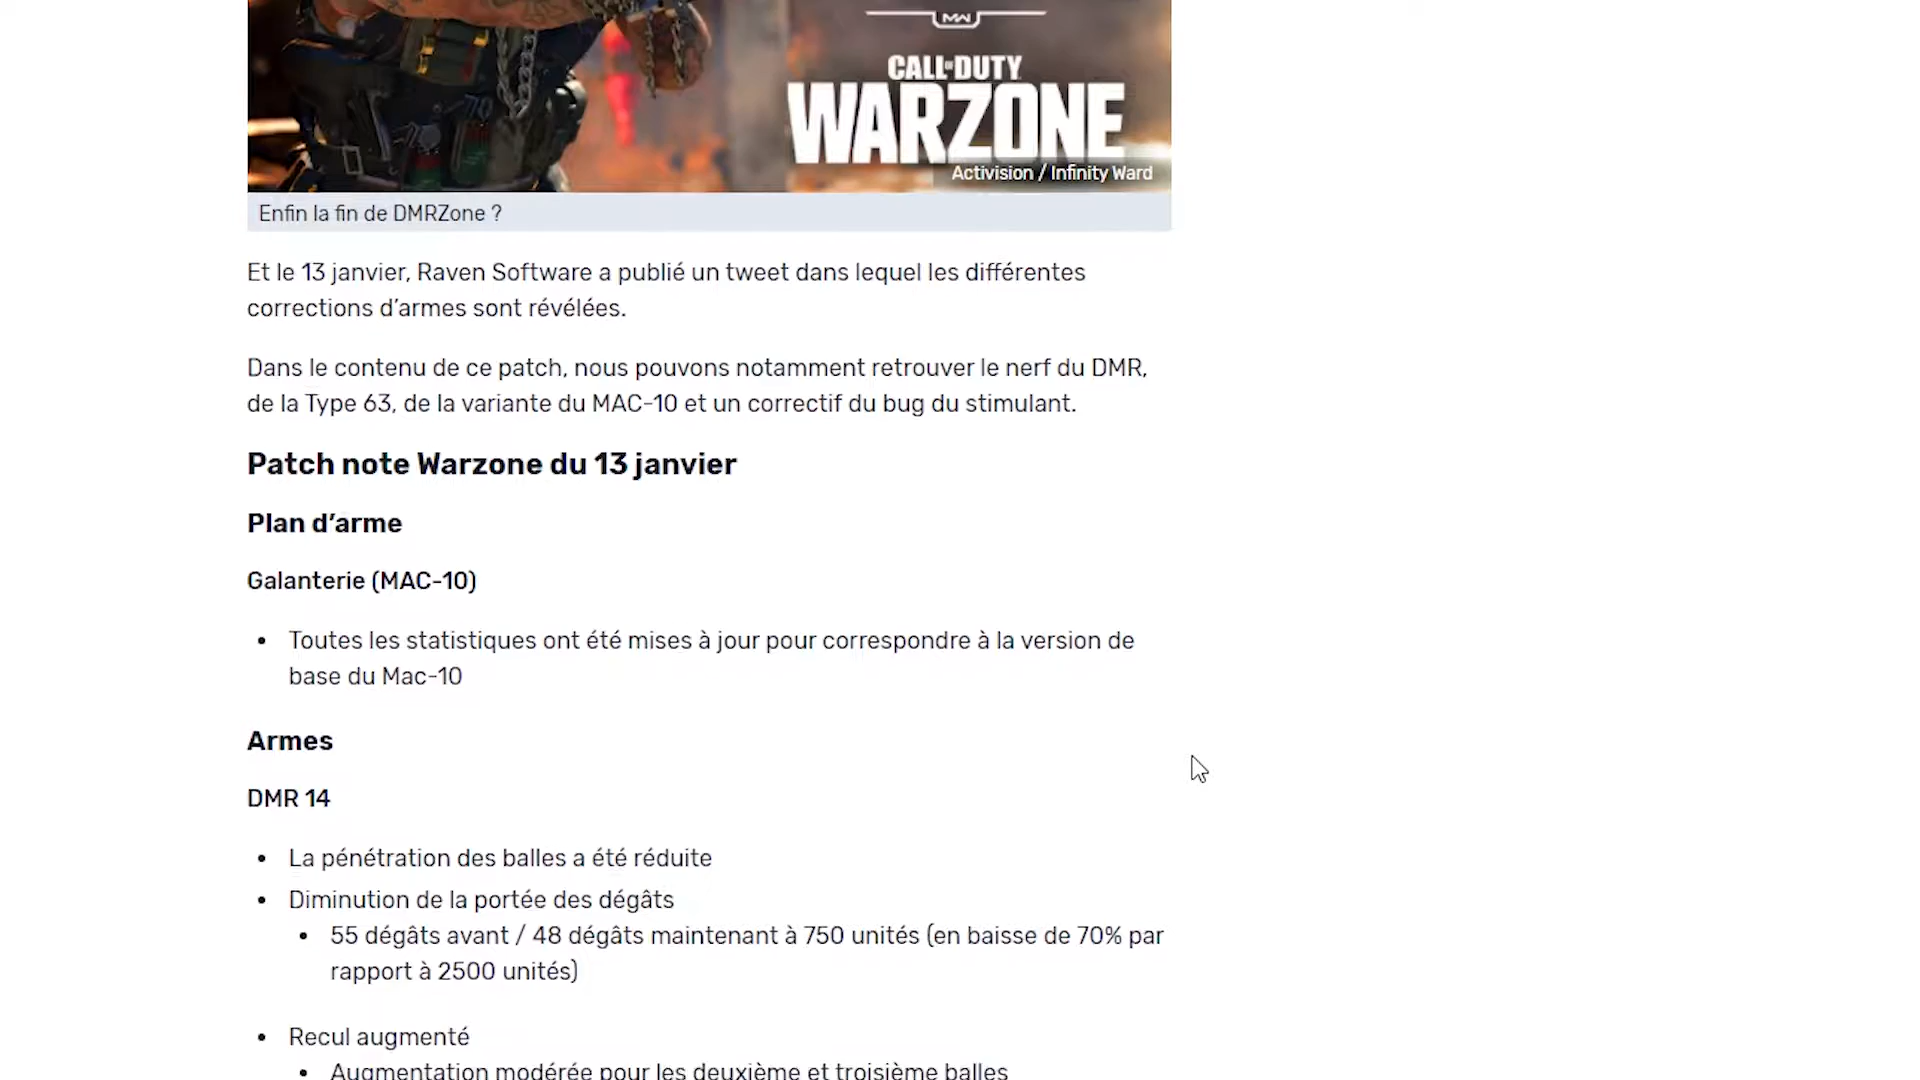 MW
CALL OF DUTY
WARZONE
Activision / Infinity Ward
Enfin la fin de DMRZone ?
Et le 13 janvier, Raven Software a publié un tweet dans lequel les différentes
corrections d’armes sont révélées.
Dans le contenu de ce patch, nous pouvons notamment retrouver le nerf du DMR,
de la Type 63, de la variante du MAC-10 et un correctif du bug du stimulant.
Patch note Warzone du 13 janvier
Plan d’arme
Galanterie (MAC-10)
• Toutes les statistiques ont été mises à jour pour correspondre à la version de
base du Mac-10
Armes
DMR 14
• La pénétration des balles a été réduite
• Diminution de la portée des dégâts
• 55 dégâts avant / 48 dégâts maintenant à 750 unités (en baisse de 70% par
rapport à 2500 unités)
• Recul augmenté
• Augmentation modérée pour les deuxième et troisième balles